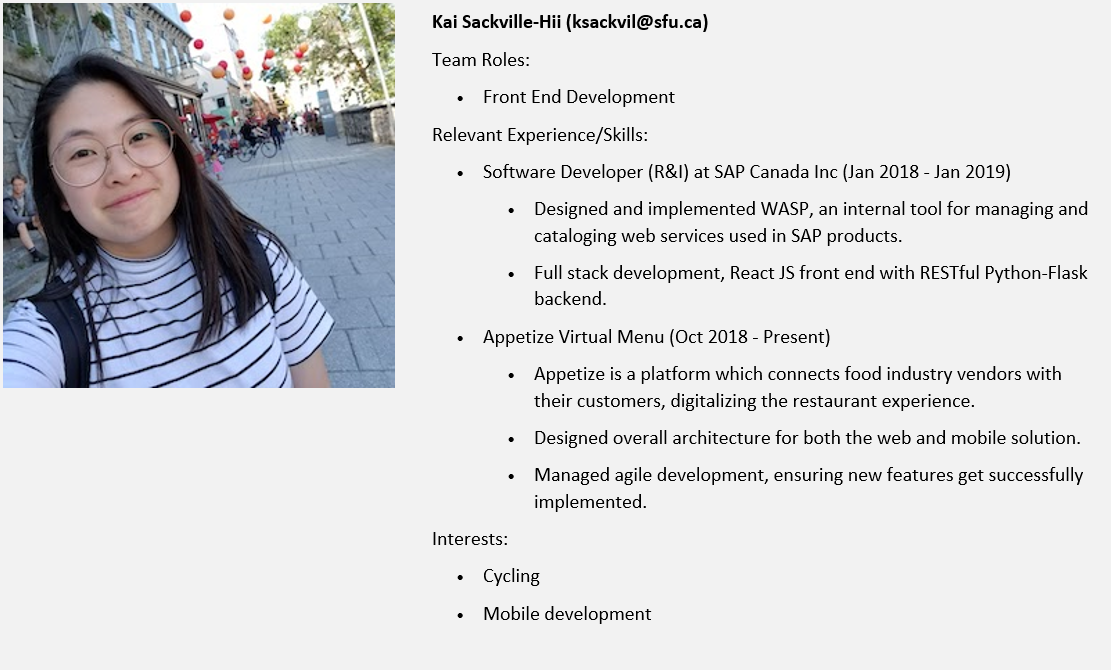 Kai Sackville-Hii (ksackvil@sfu.ca)
Team Roles:
• Front End Development
Relevant Experience/Skills:
• Software Developer (R&I) at SAP Canada Inc (Jan 2018 - Jan 2019)
• Designed and implemented WASP, an internal tool for managing and
cataloging web services used in SAP products.
• Full stack development, React JS front end with RESTful Python-Flask
backend.
• Appetize Virtual Menu (Oct 2018 - Present)
• Appetize is a platform which connects food industry vendors with
their customers, digitalizing the restaurant experience.
• Designed overall architecture for both the web and mobile solution.
• Managed agile development, ensuring new features get successfully
implemented.
Interests:
• Cycling
• Mobile development